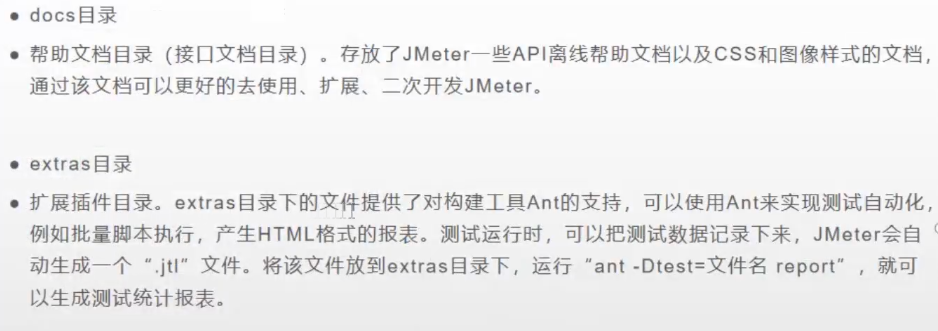 ● docs目录
● 帮助文档目录（接口文档目录）。存放了JMeter一些API离线帮助文档以及CSS和图像样式的文档，
通过该文档可以更好的去使用、扩展、二次开发JMeter。
● extras目录
● 扩展插件目录。extras目录下的文件提供了对构建工具Ant的支持，可以使用Ant来实现测试自动化，
例如批量脚本执行，产生HTML格式的报表。测试运行时，可以把测试数据记录下来，JMeter会自
动生成一个“.jtl”文件。将该文件放到extras目录下，运行“ant -Dtest=文件名 report”，就可
以生成测试统计报表。